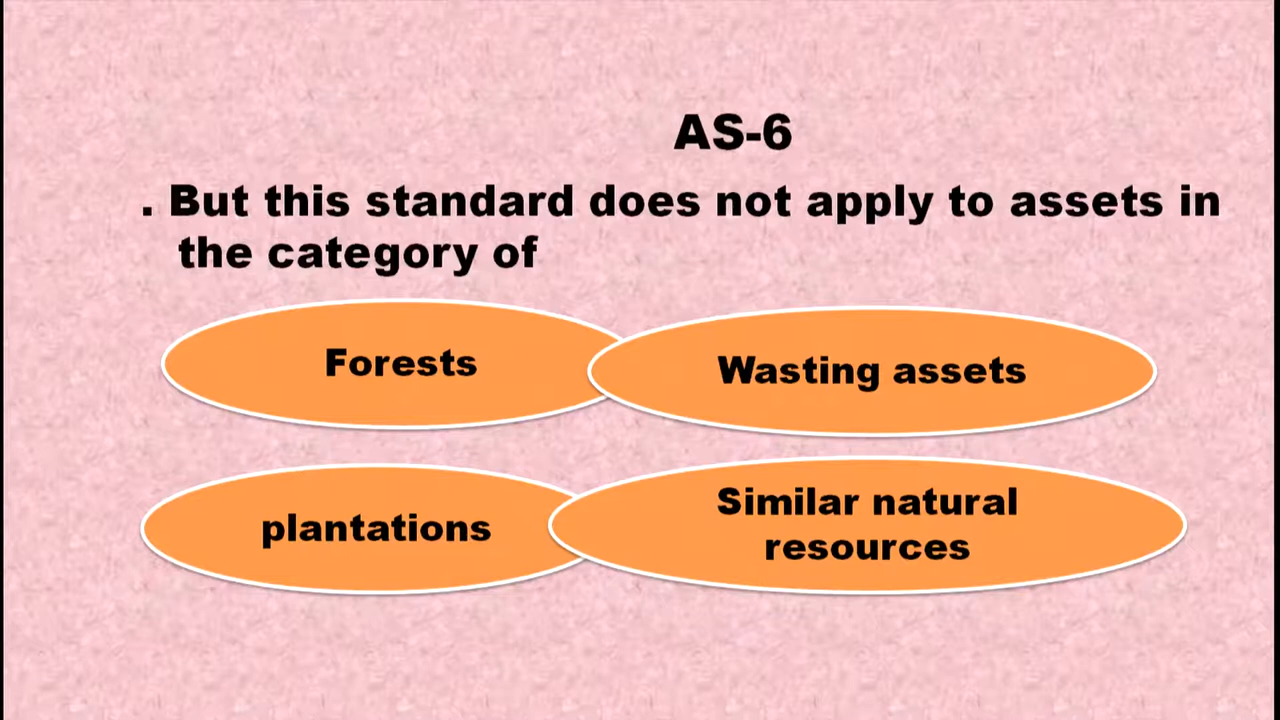 AS-6
. But this standard does not apply to assets in
the category of
Forests
Wasting assets
plantations
Similar natural
resources